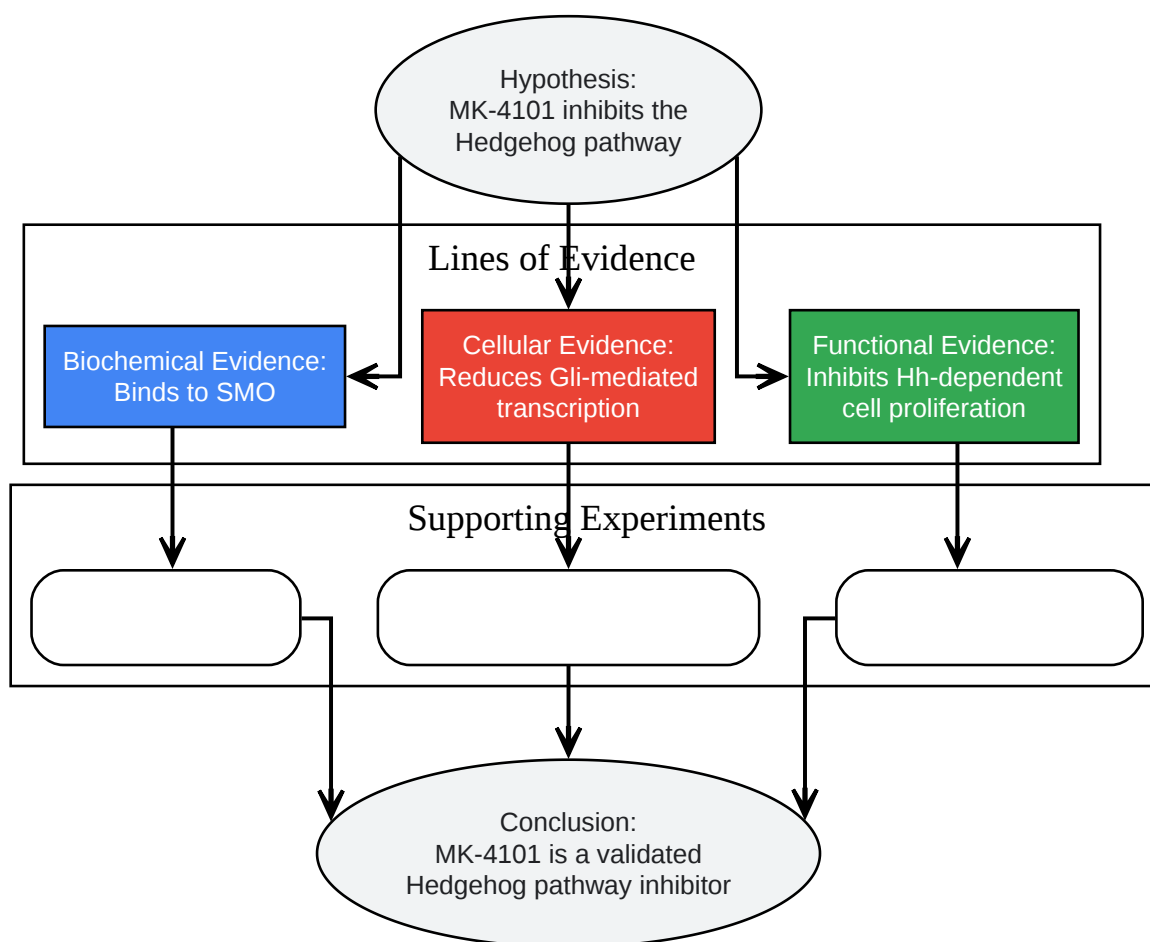 Hypothesis:
MK-4101 inhibits the
Hedgehog pathway
Lines of Evidence
Biochemical Evidence:
Binds to SMO
Cellular Evidence:
Reduces Gli-mediated
transcription
Functional Evidence:
Inhibits Hh-dependent
cell proliferation
Supporting Experiments
Conclusion:
MK-4101 is a validated
Hedgehog pathway inhibitor